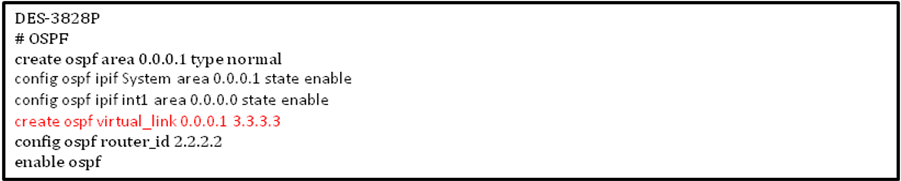 DES-3828P
# OSPF
create ospf area 0.0.0.1 type normal
config ospf ipif System area 0.0.0.1 state enable
config ospf ipif int1 area 0.0.0.0 state enable
create ospf virtual_link 0.0.0.1 3.3.3.3
config ospf router_id 2.2.2.2
enable ospf